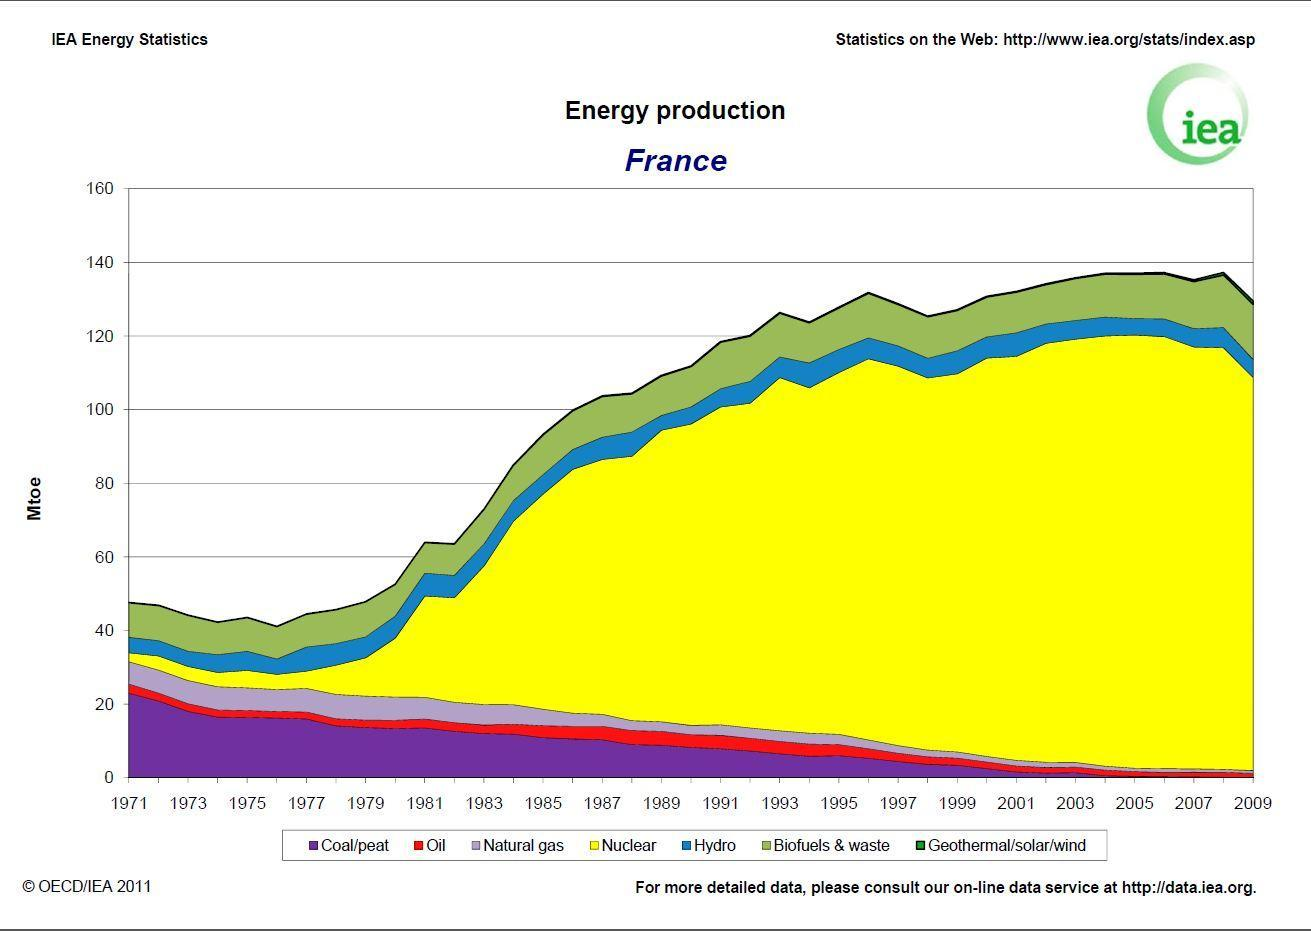 IEA Energy Statistics
Statistics on the Web: http://www.iea.org/stats/index.asp
iea
Energy production
France
160
140
120
100
80
60
40
20
0
Mtoe
1971 1973 1975 1977 1979 1981 1983 1985 1987 1989 1991 1993 1995 1997 1999 2001 2003 2005 2007 2009
Coal/peat Oil Natural gas Nuclear Hydro Biofuels & waste Geothermal/solar/wind
© OECD/IEA 2011
For more detailed data, please consult our on-line data service at http://data.iea.org.